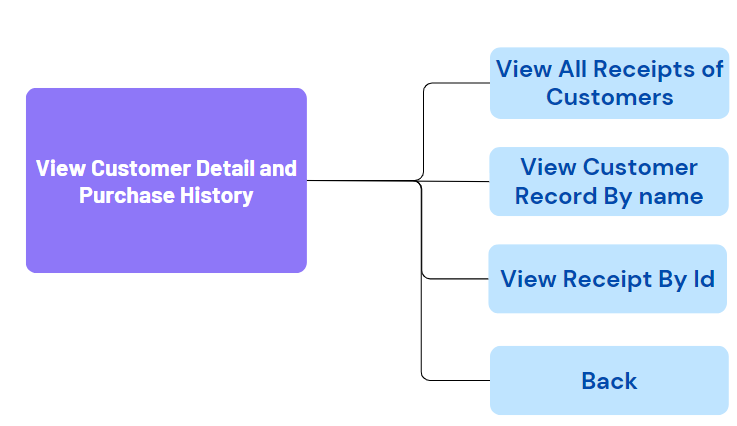 View All Receipts of
Customers
View Customer Detail and
Purchase History
View Customer
Record By name
View Receipt By Id
Back